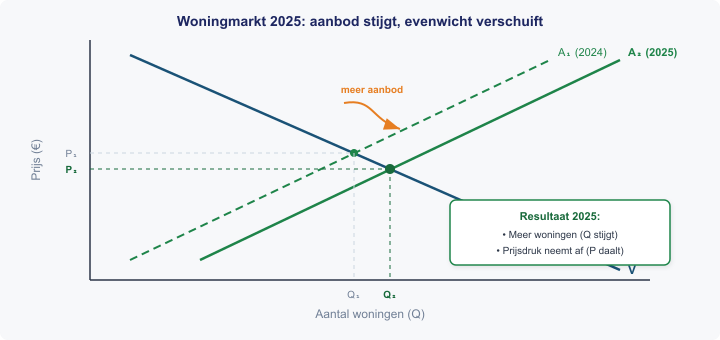 Woningmarkt 2025: aanbod stijgt, evenwicht verschuift
A₁ (2024)
A₂ (2025)
meer aanbod
Prijs (€)
P₁
P₂
Resultaat 2025:
• Meer woningen (Q stijgt)
• Prijsdruk neemt af (P daalt)
V
Q₁
Q₂
Aantal woningen (Q)